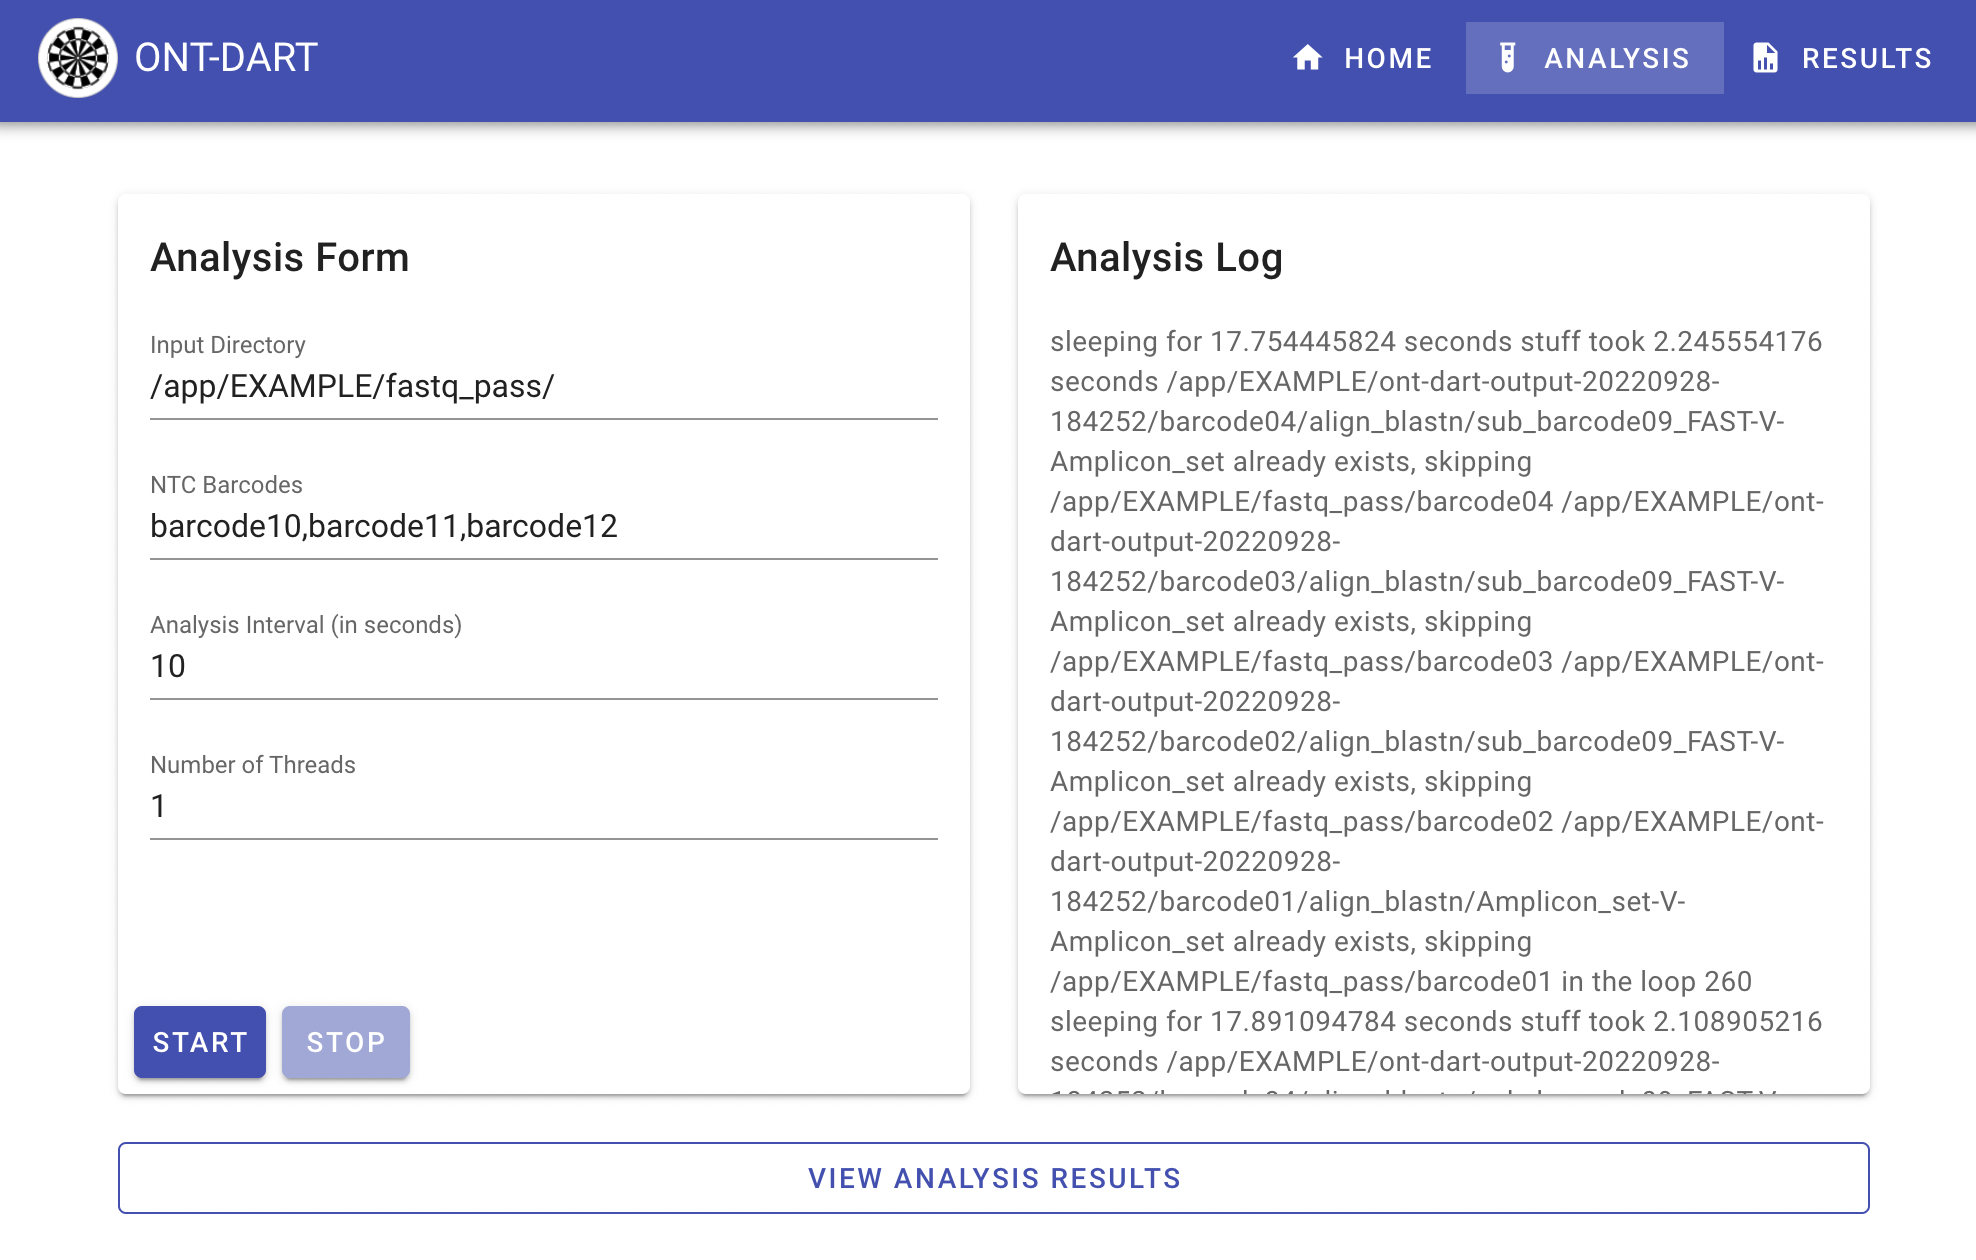 ONT-DART
HOME
ANALYSIS
RESULTS
Analysis Form
Input Directory
/app/EXAMPLE/fastq_pass/
NTC Barcodes
barcode10,barcode11,barcode12
Analysis Interval (in seconds)
10
Number of Threads
1
START
STOP
Analysis Log
sleeping for 17.754445824 seconds stuff took 2.245554176
seconds /app/EXAMPLE/ont-dart-output-20220928-
184252/barcode04/align_blastn/sub_barcode09_FAST-V-
Amplicon_set already exists, skipping
/app/EXAMPLE/fastq_pass/barcode04 /app/EXAMPLE/ont-
dart-output-20220928-
184252/barcode03/align_blastn/sub_barcode09_FAST-V-
Amplicon_set already exists, skipping
/app/EXAMPLE/fastq_pass/barcode03 /app/EXAMPLE/ont-
dart-output-20220928-
184252/barcode02/align_blastn/sub_barcode09_FAST-V-
Amplicon_set already exists, skipping
/app/EXAMPLE/fastq_pass/barcode02 /app/EXAMPLE/ont-
dart-output-20220928-
184252/barcode01/align_blastn/Amplicon_set-V-
Amplicon_set already exists, skipping
/app/EXAMPLE/fastq_pass/barcode01 in the loop 260
sleeping for 17.891094784 seconds stuff took 2.108905216
seconds /app/EXAMPLE/ont-dart-output-20220928-
VIEW ANALYSIS RESULTS